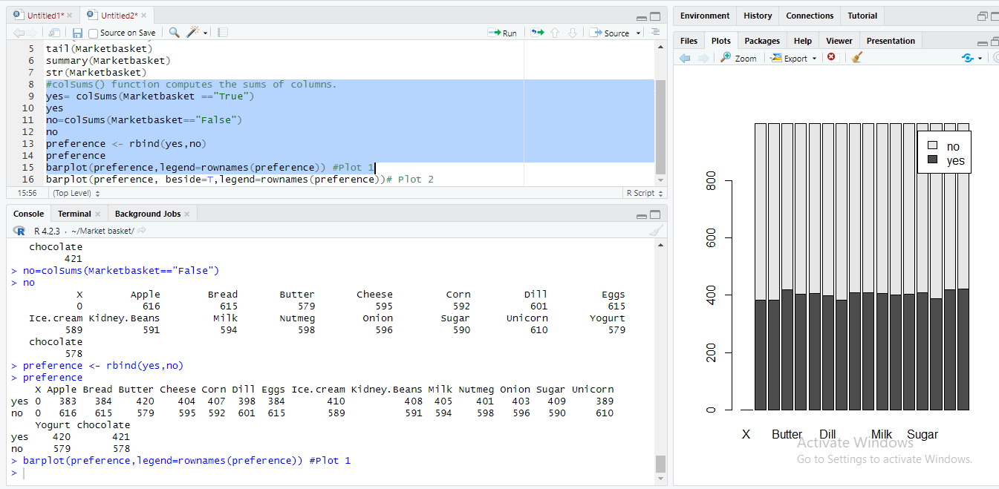 Untitled1* × Untitled2* ×
Source on Save Run Source
5 tail(Marketbasket)
6 summary(Marketbasket)
7 str(Marketbasket)
8 #colSums() function computes the sums of columns.
9 yes= colSums(Marketbasket =="True")
10 yes
11 no=colSums(Marketbasket=="False")
12 no
13 preference <- rbind(yes,no)
14 preference
15 barplot(preference,legend=rownames(preference)) #Plot 1
16 barplot(preference, beside=T,legend=rownames(preference))# Plot 2
15:56 (Top Level) R Script
Console Terminal × Background Jobs ×
R 4.2.3 · ~/Market basket/
chocolate
421
> no=colSums(Marketbasket=="False")
> no
X Apple Bread Butter Cheese Corn Dill Eggs
0 616 615 579 595 592 601 615
Ice.cream Kidney.Beans Milk Nutmeg Onion Sugar Unicorn Yogurt
589 591 594 598 596 590 610 579
chocolate
578
> preference <- rbind(yes,no)
> preference
X Apple Bread Butter Cheese Corn Dill Eggs Ice.cream Kidney.Beans Milk Nutmeg Onion Sugar Unicorn
yes 0 383 384 420 404 407 398 384 410 408 405 401 403 409 389
no 0 616 615 579 595 592 601 615 589 591 594 598 596 590 610
Yogurt chocolate
yes 420 421
no 579 578
> barplot(preference,legend=rownames(preference)) #Plot 1
>
Environment History Connections Tutorial
Files Plots Packages Help Viewer Presentation
Zoom Export
no
yes
800
600
400
200
0
X Butter Dill Milk Sugar
Activate Windows
Go to Settings to activate Windows.